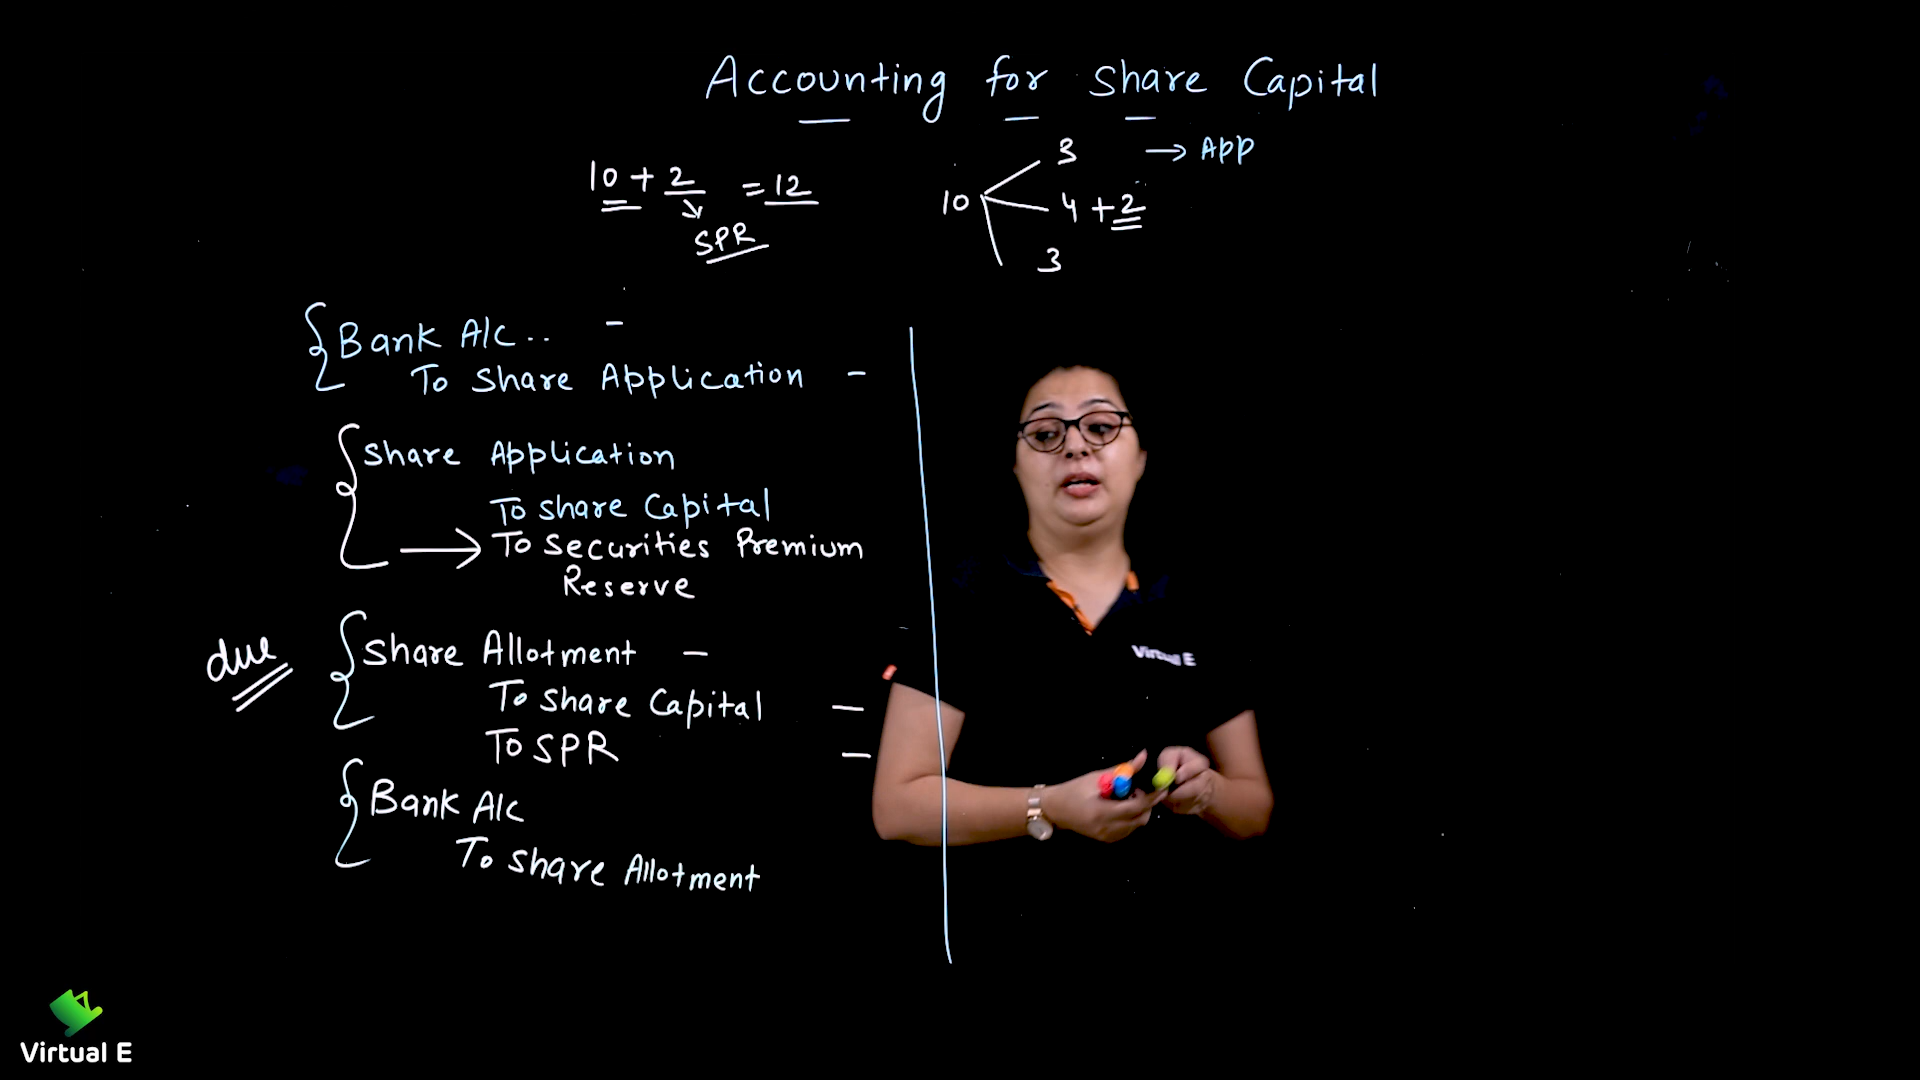 Accounting for Share Capital
10 + 2 = 12
SPR
10
3 → App
4 + 2
3
Bank A/c.. -
To Share Application -
Share Application
To Share Capital
→ To Securities Premium
Reserve
due
Share Allotment -
To Share Capital -
To SPR -
Bank A/c
To Share Allotment
Virtual E
Virtual E